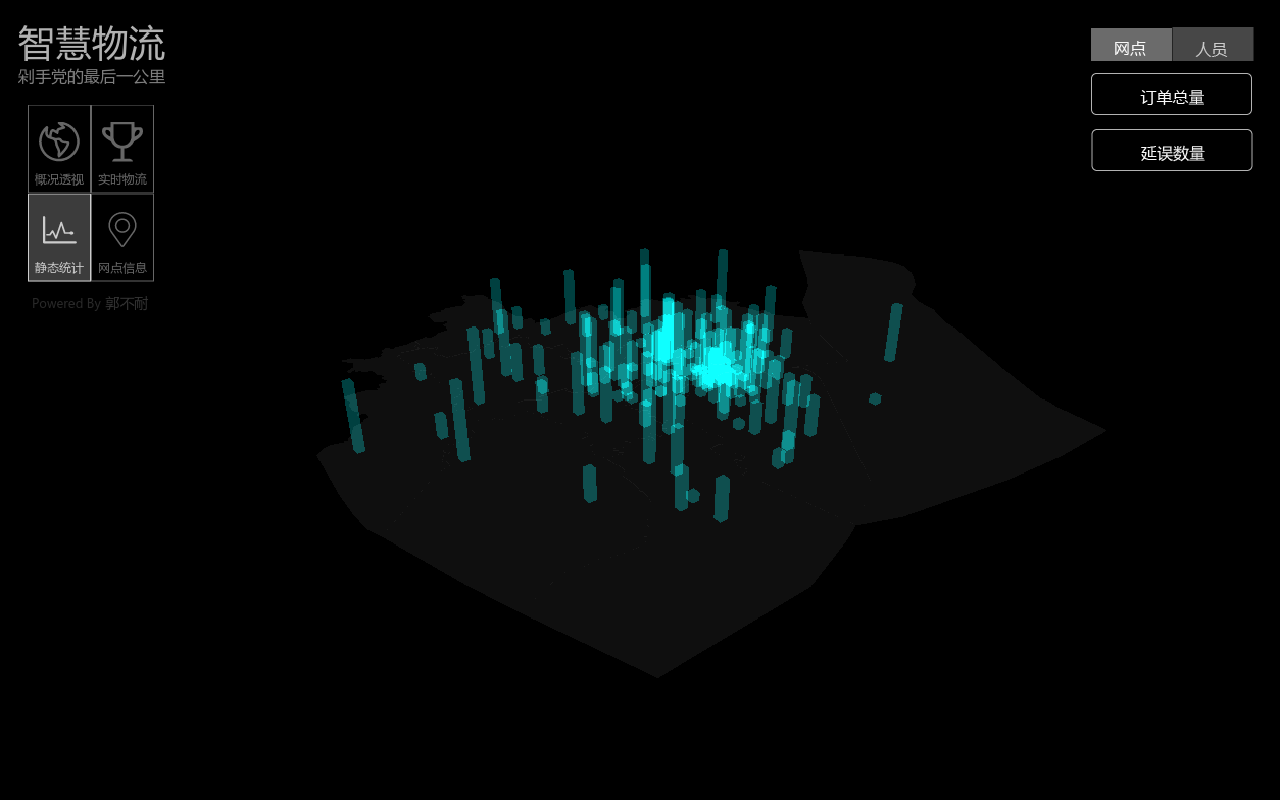 智慧物流
剁手党的最后一公里
概况透视
实时物流
静态统计
网点信息
Powered By 郭不耐
网点
人员
订单总量
延误数量